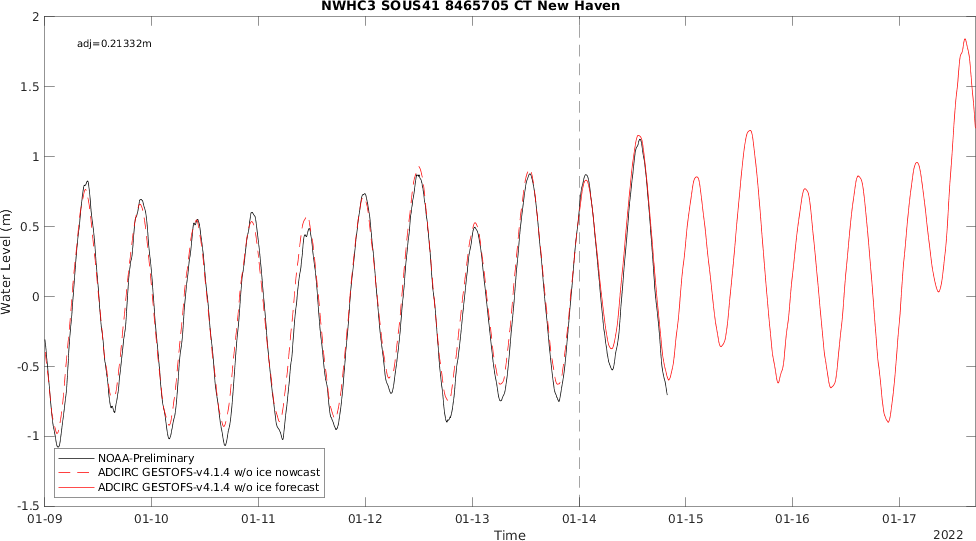 NWHC3 SOUS41 8465705 CT New Haven
adj=0.21332m
2
1.5
1
0.5
0
-0.5
-1
-1.5
Water Level (m)
NOAA-Preliminary
ADCIRC GESTOFS-v4.1.4 w/o ice nowcast
ADCIRC GESTOFS-v4.1.4 w/o ice forecast
01-09 01-10 01-11 01-12 01-13 01-14 01-15 01-16 01-17
Time
2022